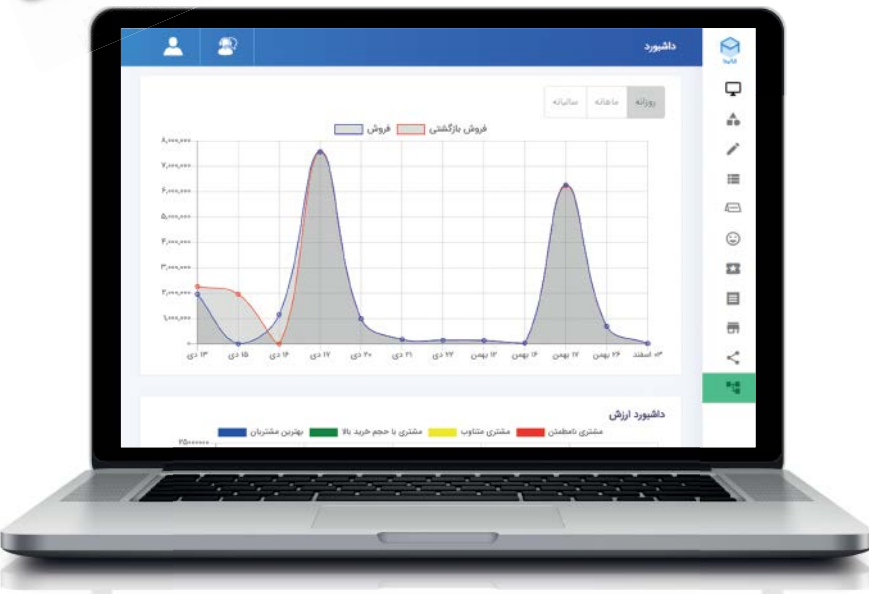 داشبورد
روزانه ماهانه سالیانه
فروش بازگشتی فروش
۸,۰۰۰,۰۰۰
۷,۰۰۰,۰۰۰
۶,۰۰۰,۰۰۰
۵,۰۰۰,۰۰۰
۴,۰۰۰,۰۰۰
۳,۰۰۰,۰۰۰
۲,۰۰۰,۰۰۰
۱,۰۰۰,۰۰۰
۰
۱۳ دی ۱۵ دی ۱۶ دی ۱۷ دی ۲۰ دی ۲۱ دی ۲۲ دی ۱۲ بهمن ۱۶ بهمن ۱۷ بهمن ۲۶ بهمن ۰۳ اسفند
داشبورد ارزش
مشتری نامطمئن مشتری متناوب مشتری با حجم خرید بالا بهترین مشتریان
۲۵۰۰۰۰۰۰